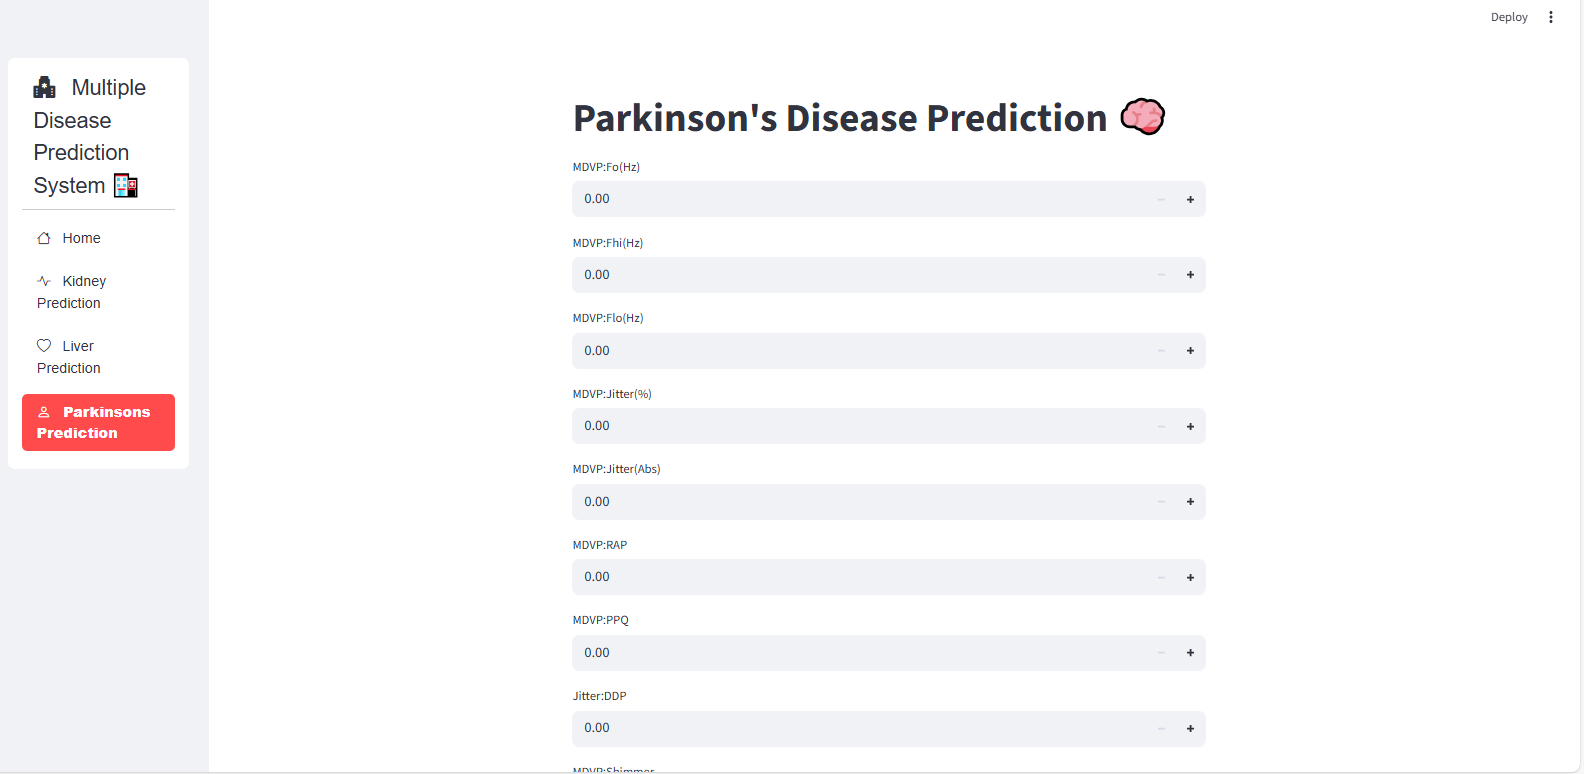 Deploy
Multiple
Disease
Prediction
System
Home
Kidney
Prediction
Liver
Prediction
Parkinsons
Prediction
Parkinson's Disease Prediction
MDVP:Fo(Hz)
0.00
MDVP:Fhi(Hz)
0.00
MDVP:Flo(Hz)
0.00
MDVP:Jitter(%)
0.00
MDVP:Jitter(Abs)
0.00
MDVP:RAP
0.00
MDVP:PPQ
0.00
Jitter:DDP
0.00
MDVP:Shimmer